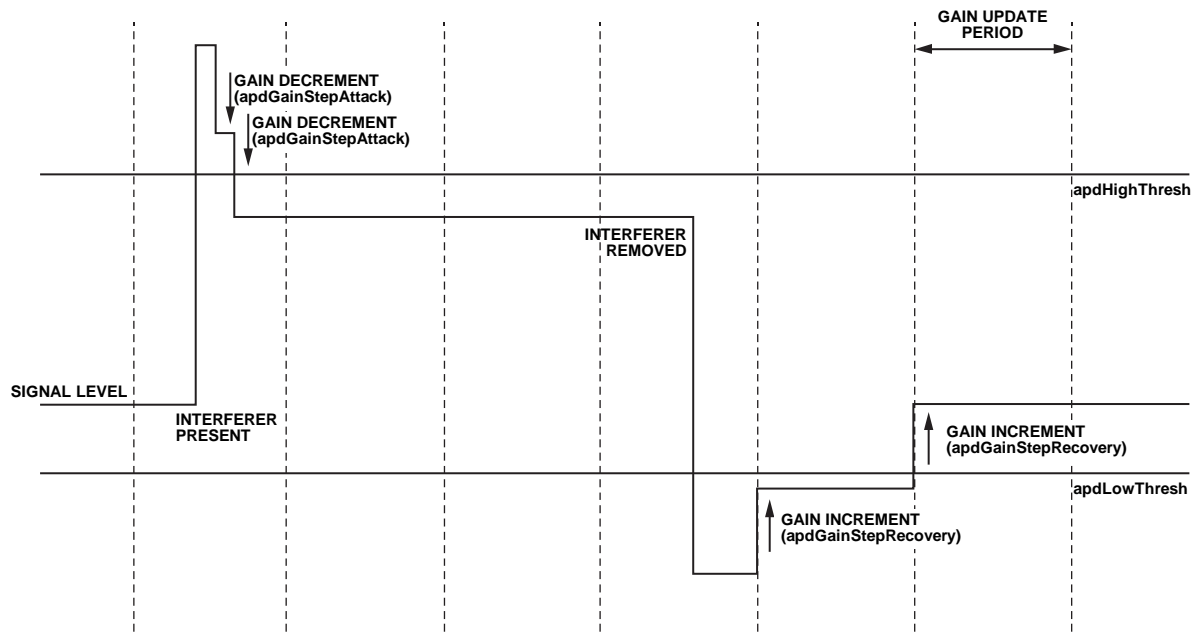 GAIN UPDATE
PERIOD
GAIN DECREMENT
(apdGainStepAttack)
GAIN DECREMENT
(apdGainStepAttack)
apdHighThresh
INTERFERER
REMOVED
SIGNAL LEVEL
INTERFERER
PRESENT
GAIN INCREMENT
(apdGainStepRecovery)
apdLowThresh
GAIN INCREMENT
(apdGainStepRecovery)